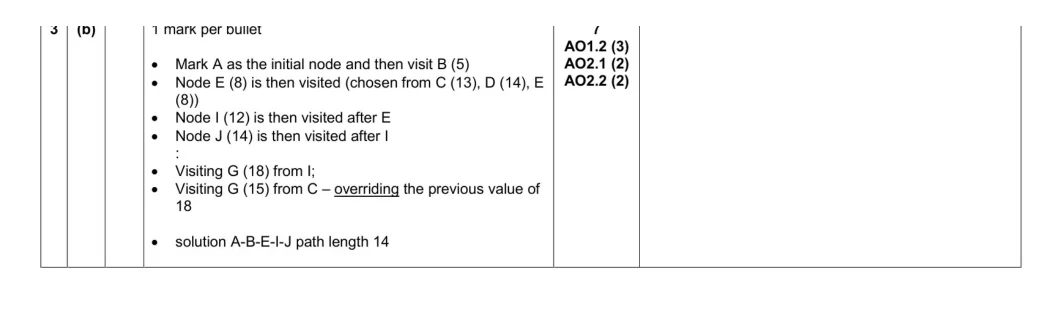 3 (b) 1 mark per bullet 7
AO1.2 (3)
• Mark A as the initial node and then visit B (5) AO2.1 (2)
• Node E (8) is then visited (chosen from C (13), D (14), E AO2.2 (2)
(8))
• Node I (12) is then visited after E
• Node J (14) is then visited after I
:
• Visiting G (18) from I;
• Visiting G (15) from C – overriding the previous value of
18
• solution A-B-E-I-J path length 14